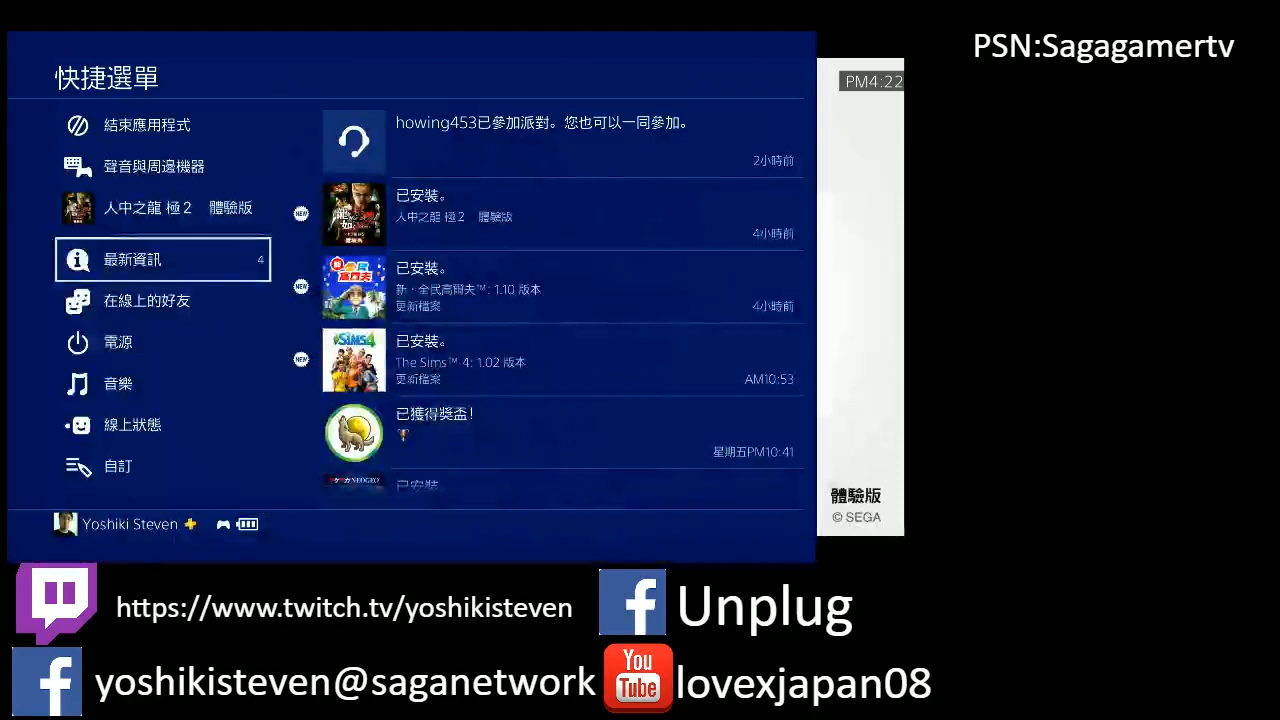 PSN:Sagagamertv
快捷選單
PM4:22
結束應用程式
聲音與周邊機器
人中之龍 極2 體驗版
最新資訊 4
在線上的好友
電源
音樂
線上狀態
自訂
howing453已參加派對。您也可以一同參加。
2小時前
NEW
已安裝。
人中之龍 極2 體驗版
4小時前
NEW
已安裝。
新‧全民高爾夫™: 1.10 版本
更新檔案
4小時前
NEW
SIMS4
已安裝。
The Sims™ 4: 1.02 版本
更新檔案
AM10:53
已獲得獎盃!
星期五PM10:41
NEOGEO
已安裝
Yoshiki Steven
體驗版
© SEGA
https://www.twitch.tv/yoshikisteven
Unplug
yoshikisteven@saganetwork
You
Tube
lovexjapan08